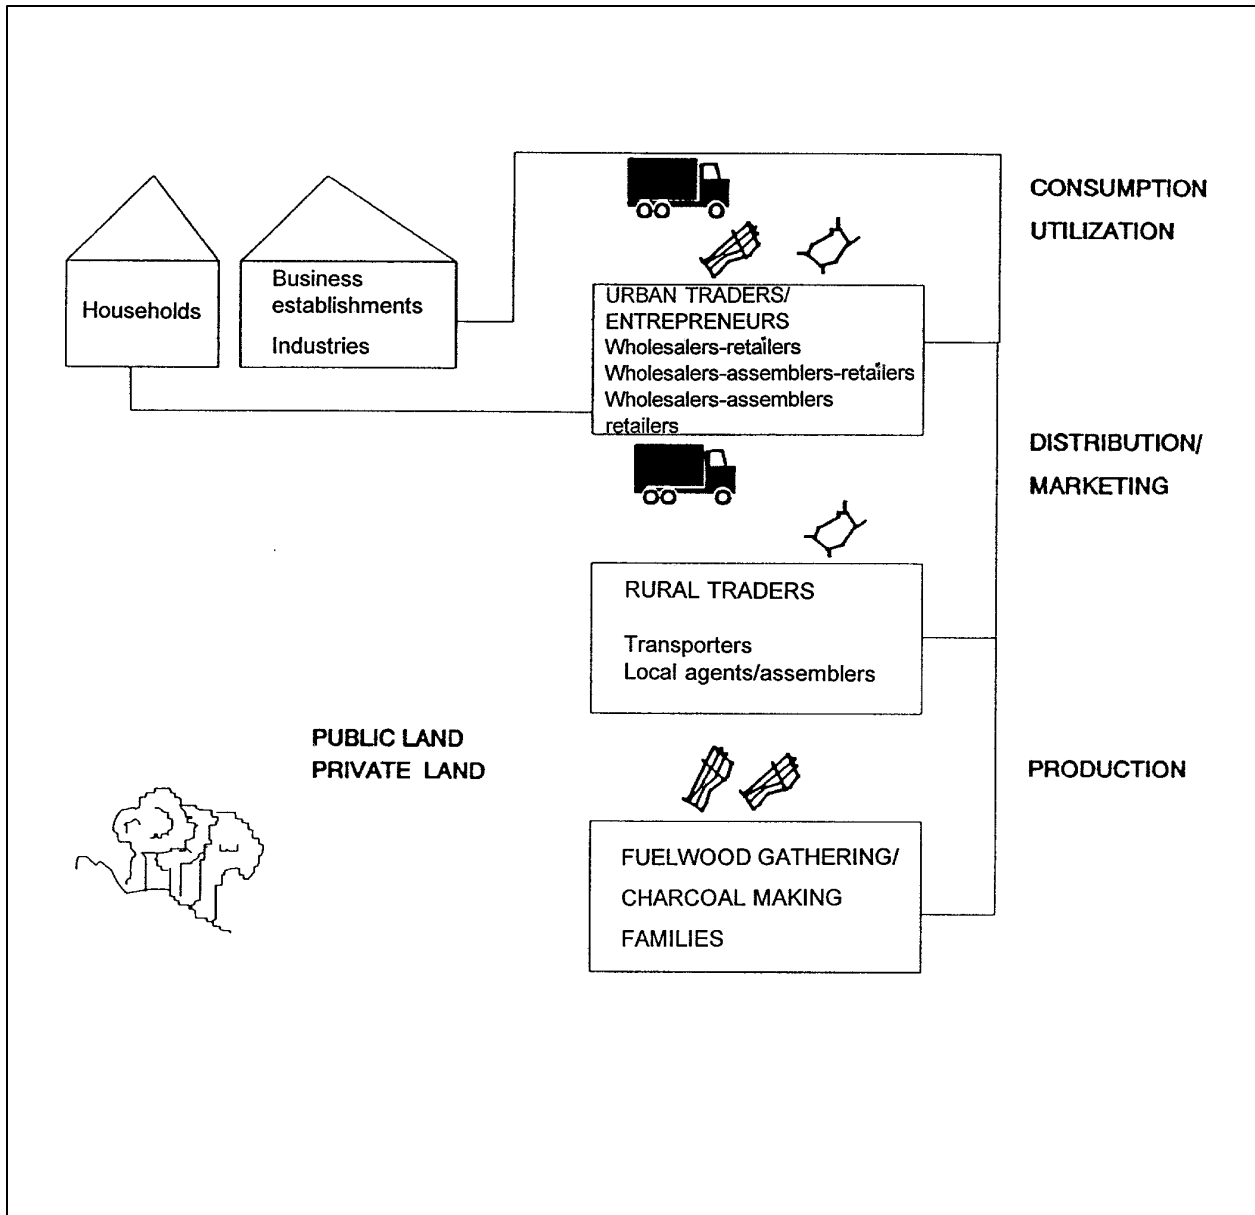 CONSUMPTION
UTILIZATION
Households
Business
establishments
Industries
URBAN TRADERS/
ENTREPRENEURS
Wholesalers-retailers
Wholesalers-assemblers-retailers
Wholesalers-assemblers
retailers
DISTRIBUTION/
MARKETING
RURAL TRADERS
Transporters
Local agents/assemblers
PUBLIC LAND
PRIVATE LAND
PRODUCTION
FUELWOOD GATHERING/
CHARCOAL MAKING
FAMILIES